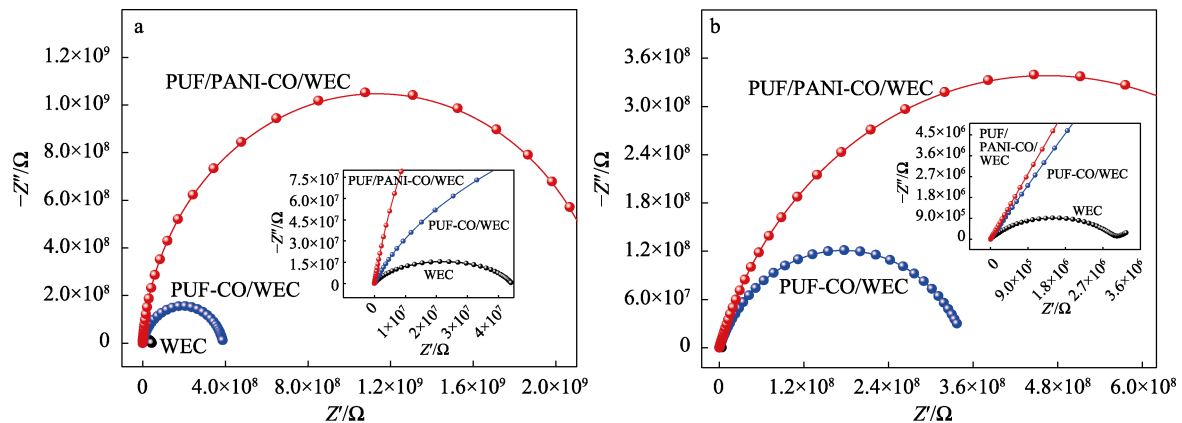 a
−Z″/Ω
1.2×10⁹
1.0×10⁹
8.0×10⁸
6.0×10⁸
4.0×10⁸
2.0×10⁸
0
PUF/PANI-CO/WEC
PUF-CO/WEC
WEC
0
4.0×10⁸
8.0×10⁸
1.2×10⁹
1.6×10⁹
2.0×10⁹
Z′/Ω
−Z″/Ω
7.5×10⁷
6.0×10⁷
4.5×10⁷
3.0×10⁷
1.5×10⁷
0
PUF/PANI-CO/WEC
PUF-CO/WEC
WEC
0
1×10⁷
2×10⁷
3×10⁷
4×10⁷
Z′/Ω
b
−Z″/Ω
3.6×10⁸
3.0×10⁸
2.4×10⁸
1.8×10⁸
1.2×10⁸
6.0×10⁷
0
PUF/PANI-CO/WEC
PUF-CO/WEC
0
1.2×10⁸
2.4×10⁸
3.6×10⁸
4.8×10⁸
6.0×10⁸
Z′/Ω
−Z″/Ω
4.5×10⁶
3.6×10⁶
2.7×10⁶
1.8×10⁶
9.0×10⁵
0
PUF/
PANI-CO/
WEC
PUF-CO/WEC
WEC
0
9.0×10⁵
1.8×10⁶
2.7×10⁶
3.6×10⁶
Z′/Ω